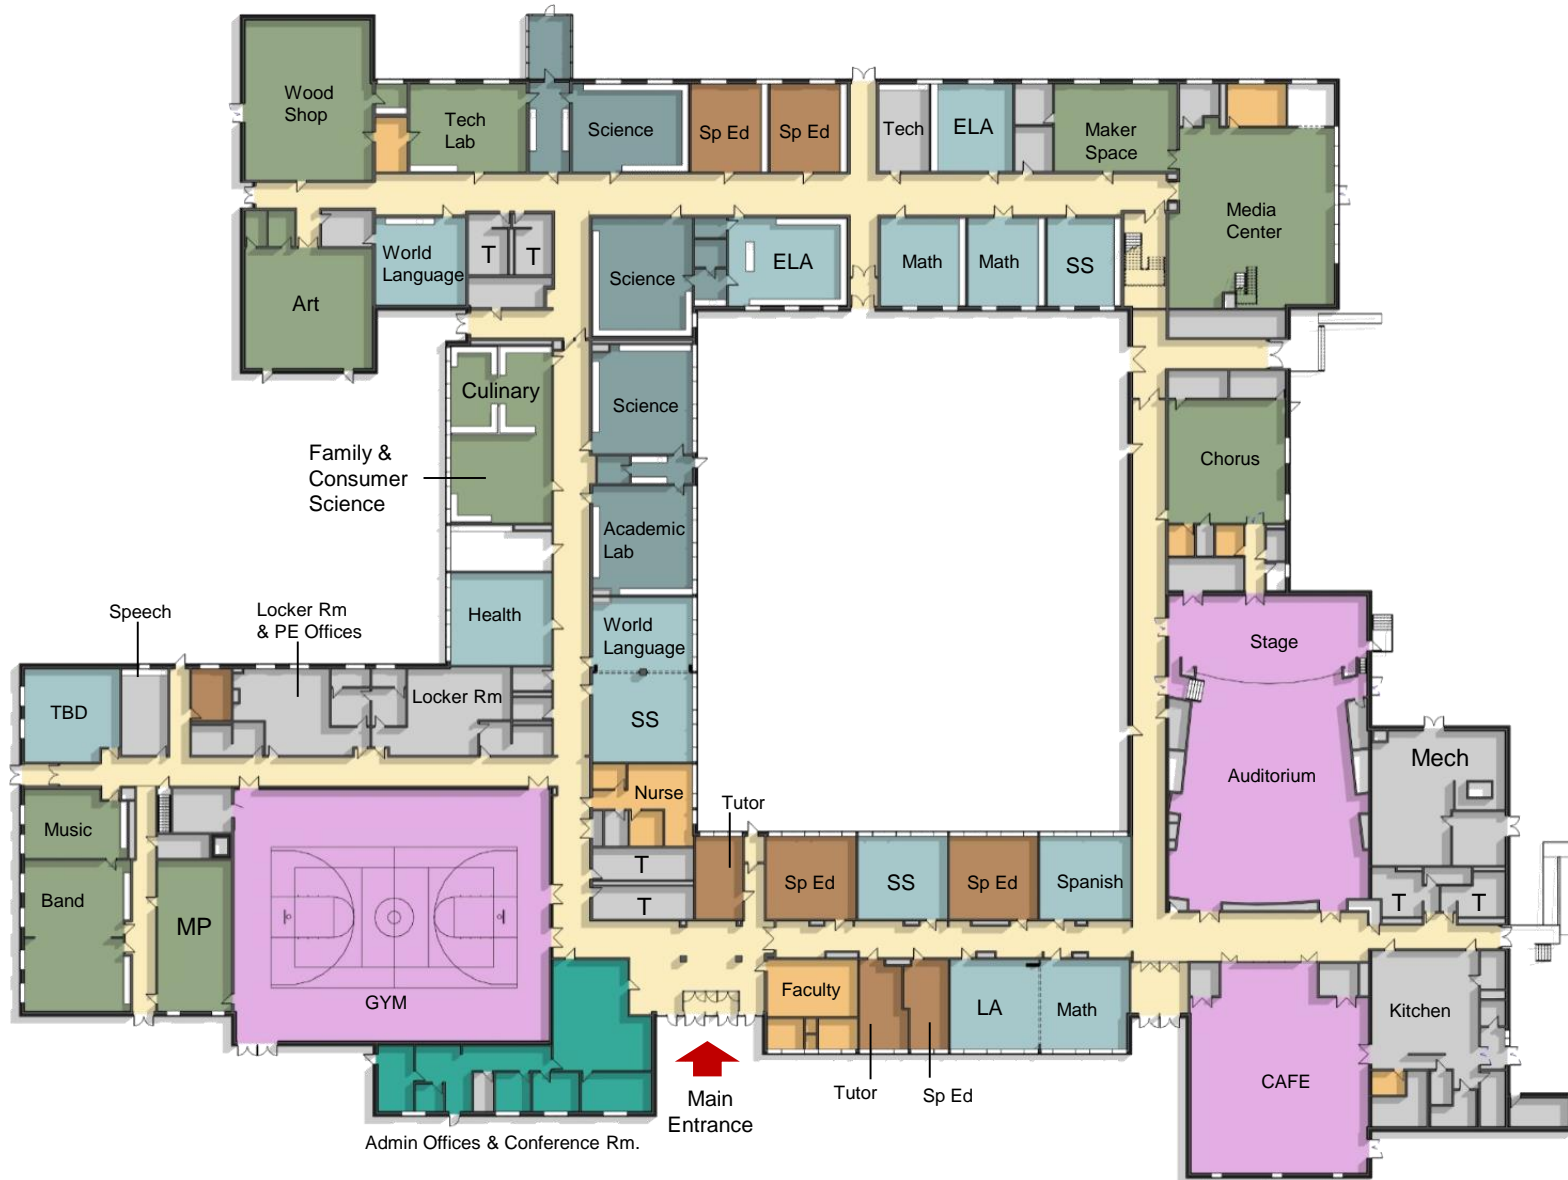 Wood
Shop
Tech
Lab
Science
Sp Ed
Sp Ed
Tech
ELA
Maker
Space
Media
Center
World
Language
T
T
Art
Science
ELA
Math
Math
SS
Culinary
Science
Family &
Consumer
Science
Chorus
Academic
Lab
Health
World
Language
Speech
Locker Rm
& PE Offices
Stage
TBD
Locker Rm
SS
Mech
Auditorium
Nurse
Tutor
Music
T
Sp Ed
SS
Sp Ed
Spanish
Band
MP
T
T
T
GYM
Faculty
LA
Math
Kitchen
CAFE
Tutor
Sp Ed
Main
Entrance
Admin Offices & Conference Rm.